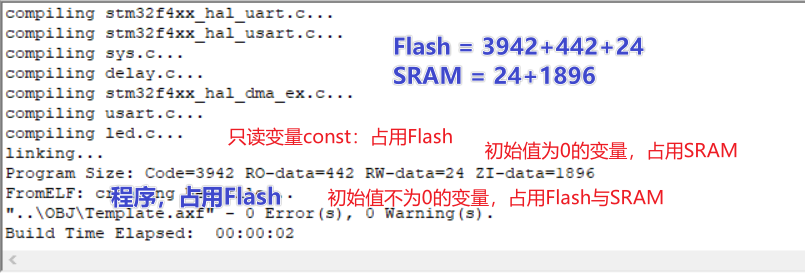 compiling stm32f4xx_hal_uart.c...
compiling stm32f4xx_hal_usart.c...
compiling sys.c...
compiling delay.c...
compiling stm32f4xx_hal_dma_ex.c...
compiling usart.c...
compiling led.c...
linking...
Program Size: Code=3942 RO-data=442 RW-data=24 ZI-data=1896
FromELF: cr
"..\OBJ\Template.axf" - 0 Error(s), 0 Warning(s).
Build Time Elapsed:  00:00:02
Flash = 3942+442+24
SRAM = 24+1896
只读变量const：占用Flash
初始值为0的变量，占用SRAM
程序，占用Flash
初始值不为0的变量，占用Flash与SRAM